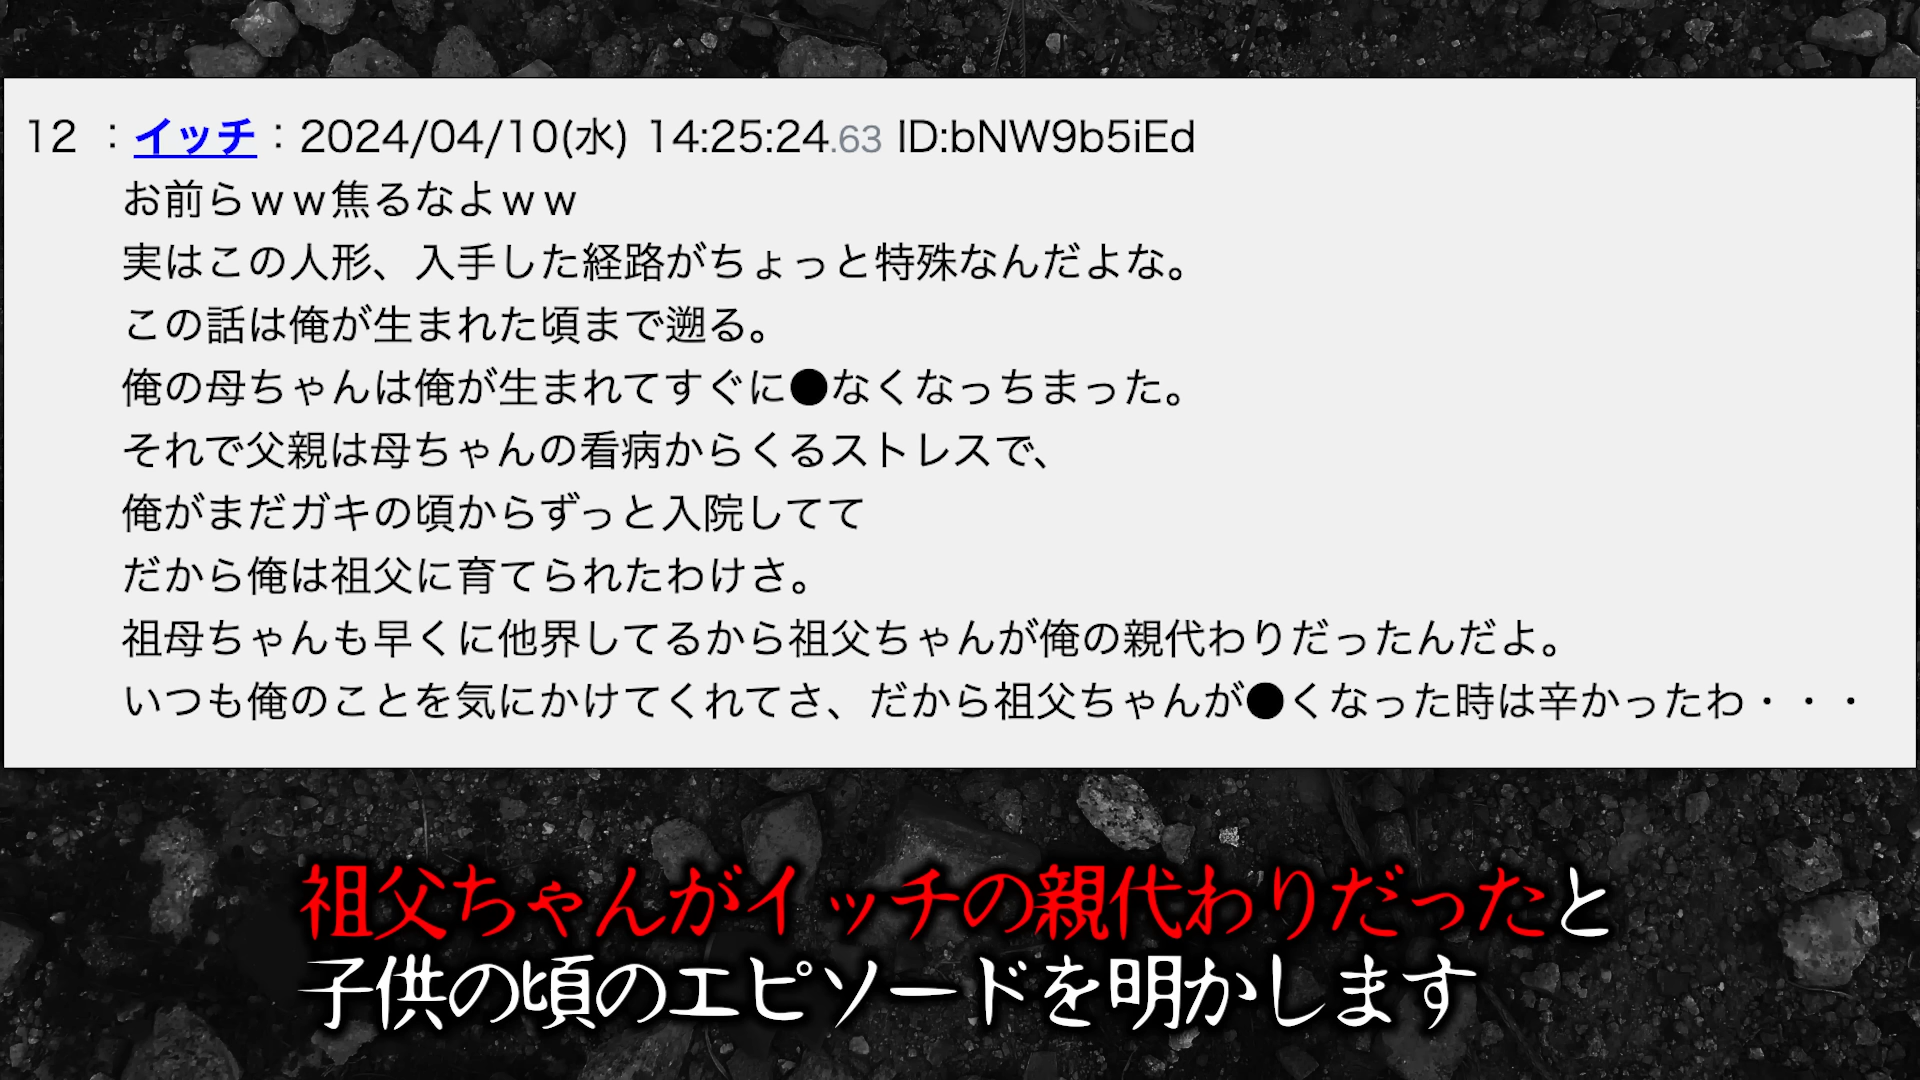 12 ：イッチ：2024/04/10(水) 14:25:24.63 ID:bNW9b5iEd
お前らｗｗ焦るなよｗｗ
実はこの人形、入手した経路がちょっと特殊なんだよな。
この話は俺が生まれた頃まで遡る。
俺の母ちゃんは俺が生まれてすぐに●なくなっちまった。
それで父親は母ちゃんの看病からくるストレスで、
俺がまだガキの頃からずっと入院してて
だから俺は祖父に育てられたわけさ。
祖母ちゃんも早くに他界してるから祖父ちゃんが俺の親代わりだったんだよ。
いつも俺のことを気にかけてくれてさ、だから祖父ちゃんが●くなった時は辛かったわ・・・
祖父ちゃんがイッチの親代わりだったと
子供の頃のエピソードを明かします